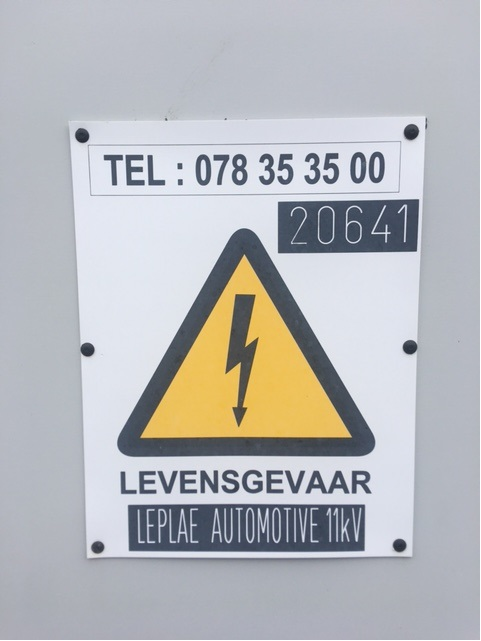 TEL : 078 35 35 00
20641
LEVENSGEVAAR
LEPLAE AUTOMOTIVE 11kV